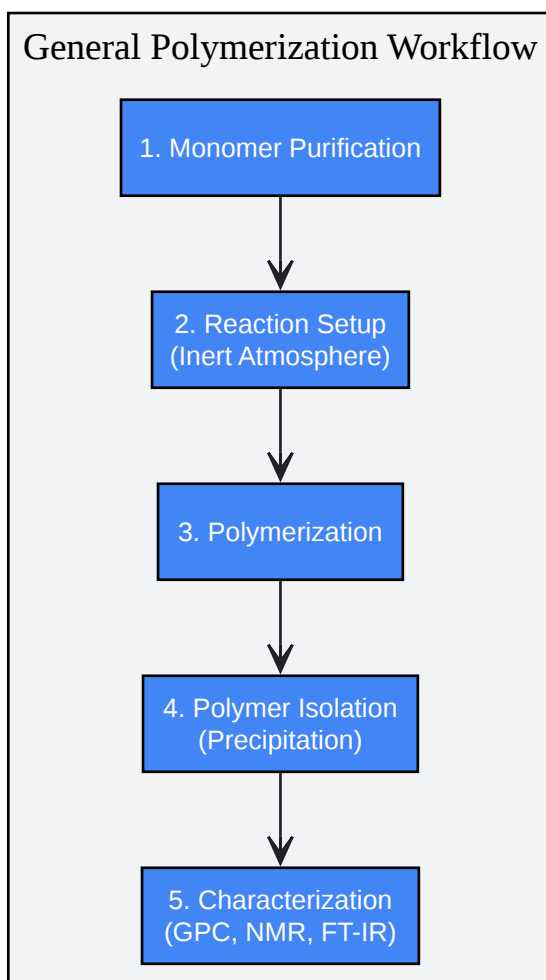 General Polymerization Workflow
1. Monomer Purification
2. Reaction Setup
(Inert Atmosphere)
3. Polymerization
4. Polymer Isolation
(Precipitation)
5. Characterization
(GPC, NMR, FT-IR)